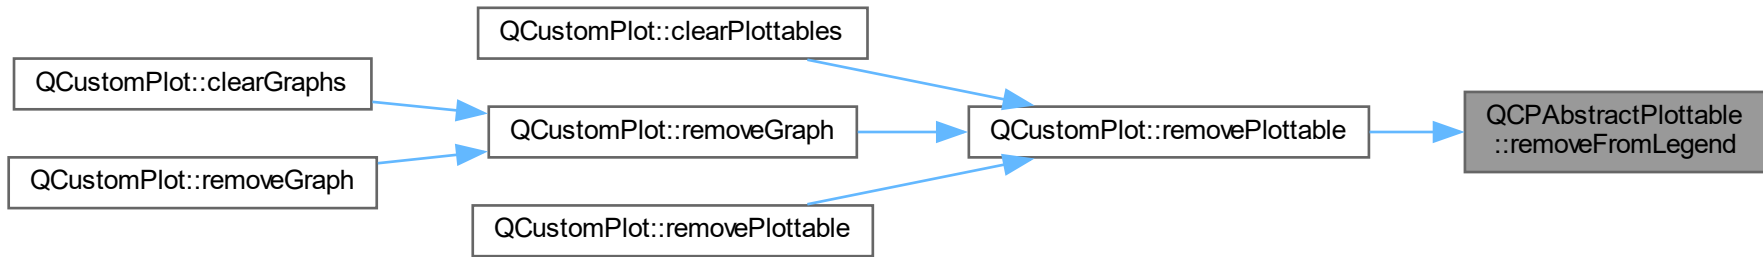 QCustomPlot::clearGraphs
QCustomPlot::removeGraph
QCustomPlot::clearPlottables
QCustomPlot::removeGraph
QCustomPlot::removePlottable
QCustomPlot::removePlottable
QCPAbstractPlottable
::removeFromLegend